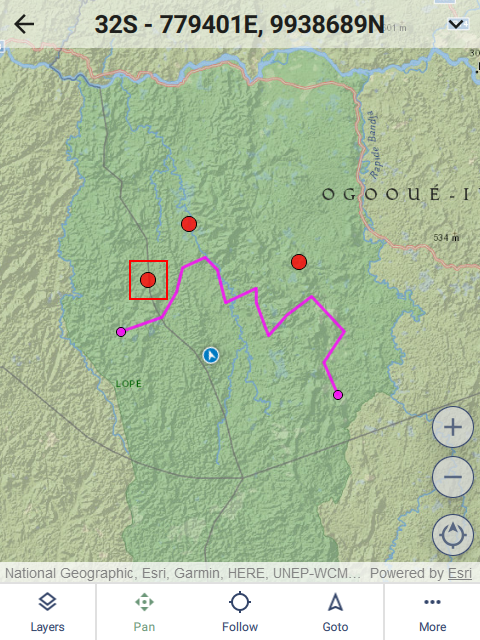 32S - 779401E, 9938689N
Rapide Bandja
OGOOUÉ-I
534 m
LOPÉ
National Geographic, Esri, Garmin, HERE, UNEP-WCM... Powered by Esri
Layers
Pan
Follow
Goto
More